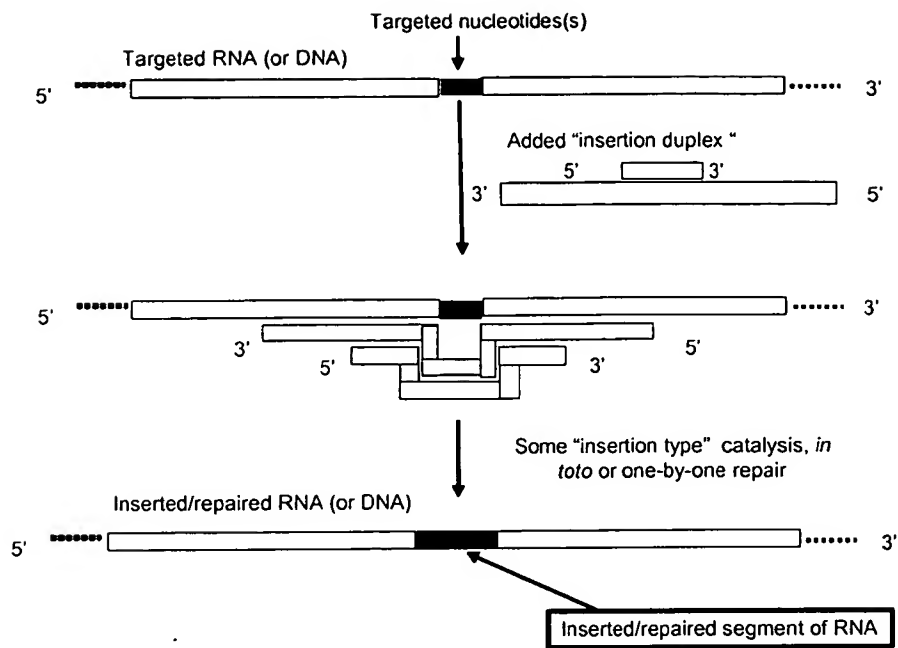 Targeted nucleotides(s)
Targeted RNA (or DNA)
5'
3'
Added "insertion duplex "
5'
3'
3'
5'
5'
3'
3'
5'
5'
3'
Some "insertion type" catalysis, in
toto or one-by-one repair
Inserted/repaired RNA (or DNA)
5'
3'
Inserted/repaired segment of RNA